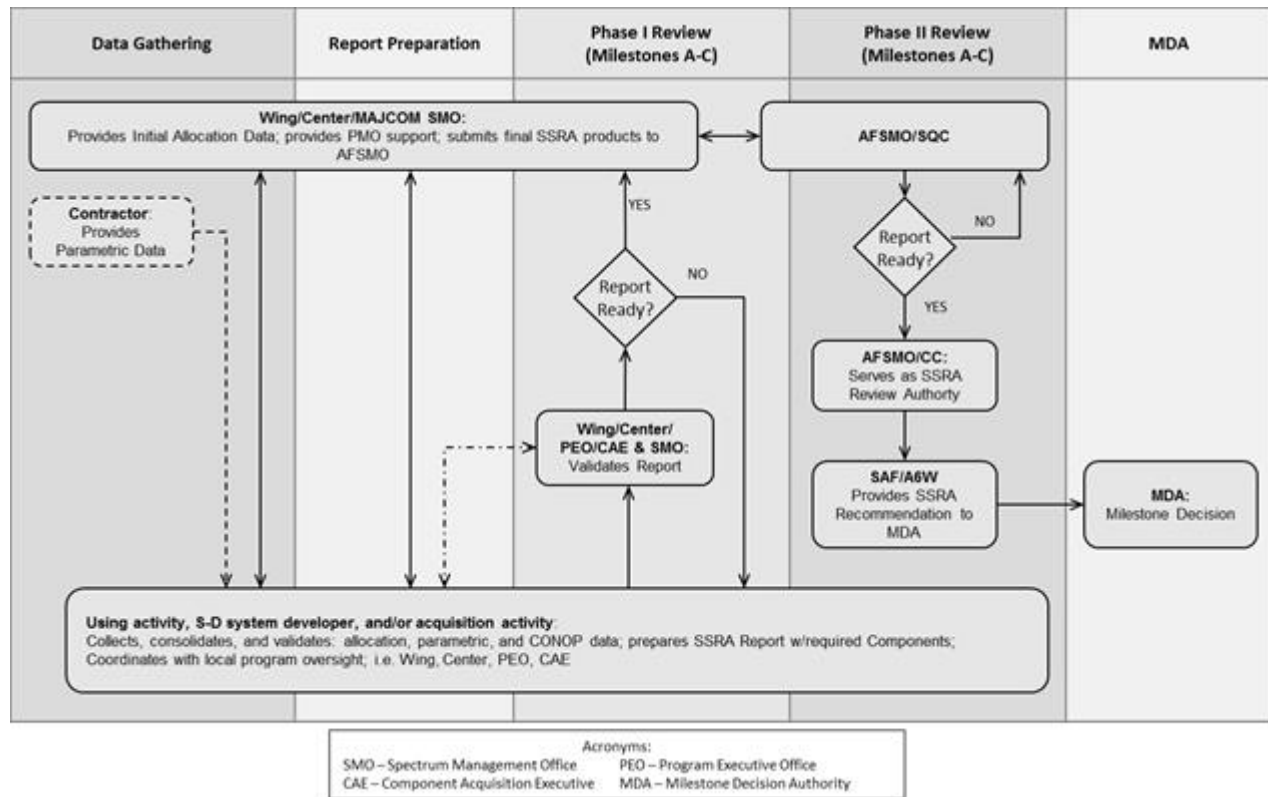 Data Gathering
Report Preparation
Phase I Review
(Milestones A-C)
Phase II Review
(Milestones A-C)
MDA
Wing/Center/MAJCOM SMO:
Provides Initial Allocation Data; provides PMO support; submits final SSRA products to
AFSMO
AFSMO/SQC
Contractor:
Provides
Parametric Data
YES
NO
Report
Ready?
NO
Report
Ready?
YES
AFSMO/CC:
Serves as SSRA
Review Authorty
Wing/Center/
PEO/CAE & SMO:
Validates Report
SAF/A6W
Provides SSRA
Recommendation to
MDA
MDA:
Milestone Decision
Using activity, S-D system developer, and/or acquisition activity:
Collects, consolidates, and validates: allocation, parametric, and CONOP data; prepares SSRA Report w/required Components;
Coordinates with local program oversight; i.e. Wing, Center, PEO, CAE
Acronyms:
SMO – Spectrum Management Office
PEO – Program Executive Office
CAE – Component Acquisition Executive
MDA – Milestone Decision Authority